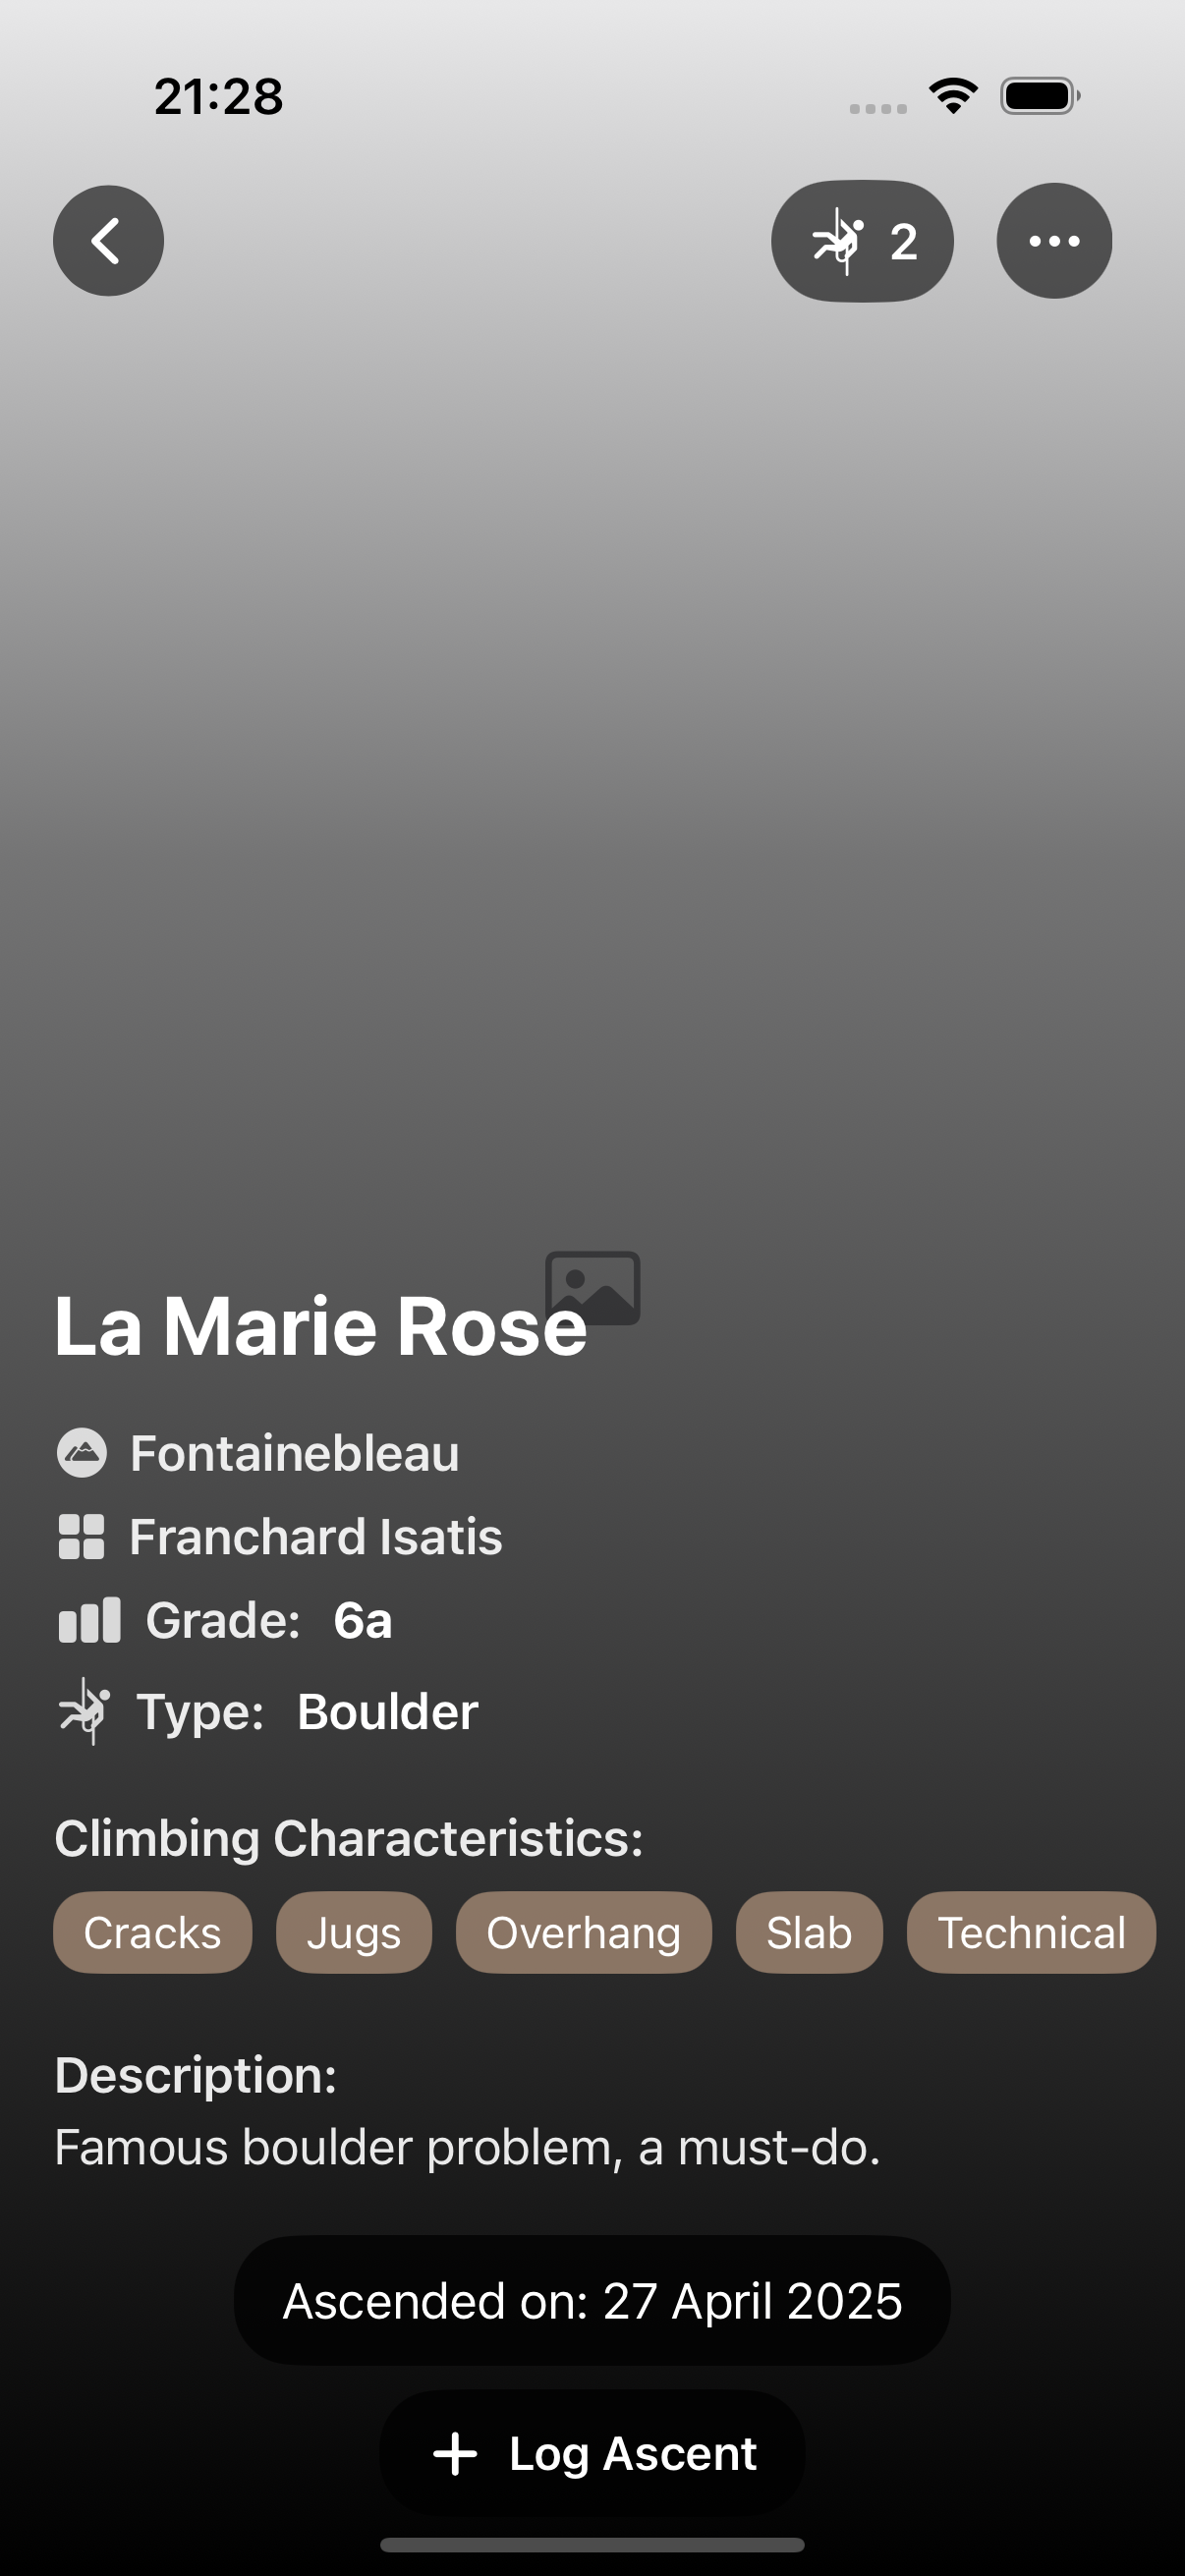 21:28
2
La Marie Rose
Fontainebleau
Franchard Isatis
Grade: 6a
Type: Boulder
Climbing Characteristics:
Cracks Jugs Overhang Slab Technical
Description:
Famous boulder problem, a must-do.
Ascended on: 27 April 2025
Log Ascent